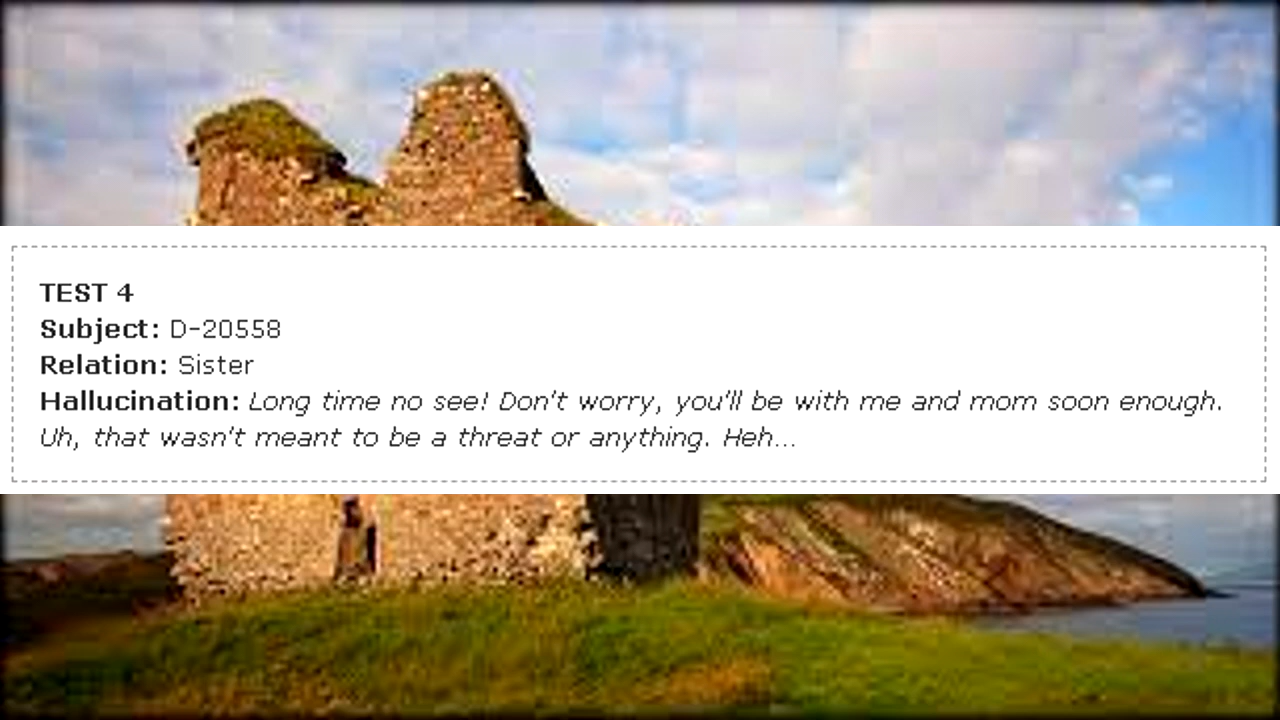 TEST 4
Subject: D-20558
Relation: Sister
Hallucination: Long time no see! Don't worry, you'll be with me and mom soon enough.
Uh, that wasn't meant to be a threat or anything. Heh...